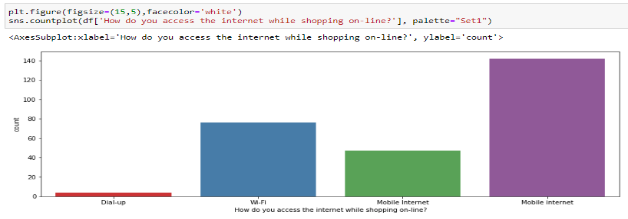 plt.figure(figsize=(15,5),facecolor='white')
sns.countplot(df['How do you access the internet while shopping on-line?'], palette="Set1")
<AxesSubplot:xlabel='How do you access the internet while shopping on-line?', ylabel='count'>
140
120
100
80
60
40
20
0
count
Dial-up Wi-Fi Mobile Internet Mobile internet
How do you access the internet while shopping on-line?